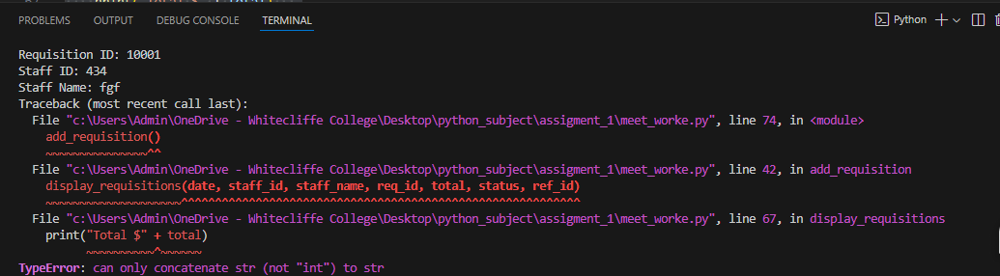 PROBLEMS OUTPUT DEBUG CONSOLE TERMINAL Python
Requisition ID: 10001
Staff ID: 434
Staff Name: fgf
Traceback (most recent call last):
File "c:\Users\Admin\OneDrive - Whitecliffe College\Desktop\python_subject\assigment_1\meet_worke.py", line 74, in <module>
add_requisition()
~~~~~~~~~~~~~~~^^
File "c:\Users\Admin\OneDrive - Whitecliffe College\Desktop\python_subject\assigment_1\meet_worke.py", line 42, in add_requisition
display_requisitions(date, staff_id, staff_name, req_id, total, status, ref_id)
~~~~~~~~~~~~~~~~~~~~^^^^^^^^^^^^^^^^^^^^^^^^^^^^^^^^^^^^^^^^^^^^^^^^^^^^^^^^^^^
File "c:\Users\Admin\OneDrive - Whitecliffe College\Desktop\python_subject\assigment_1\meet_worke.py", line 67, in display_requisitions
print("Total $" + total)
~~~~~~~~~~^~~~~~~
TypeError: can only concatenate str (not "int") to str